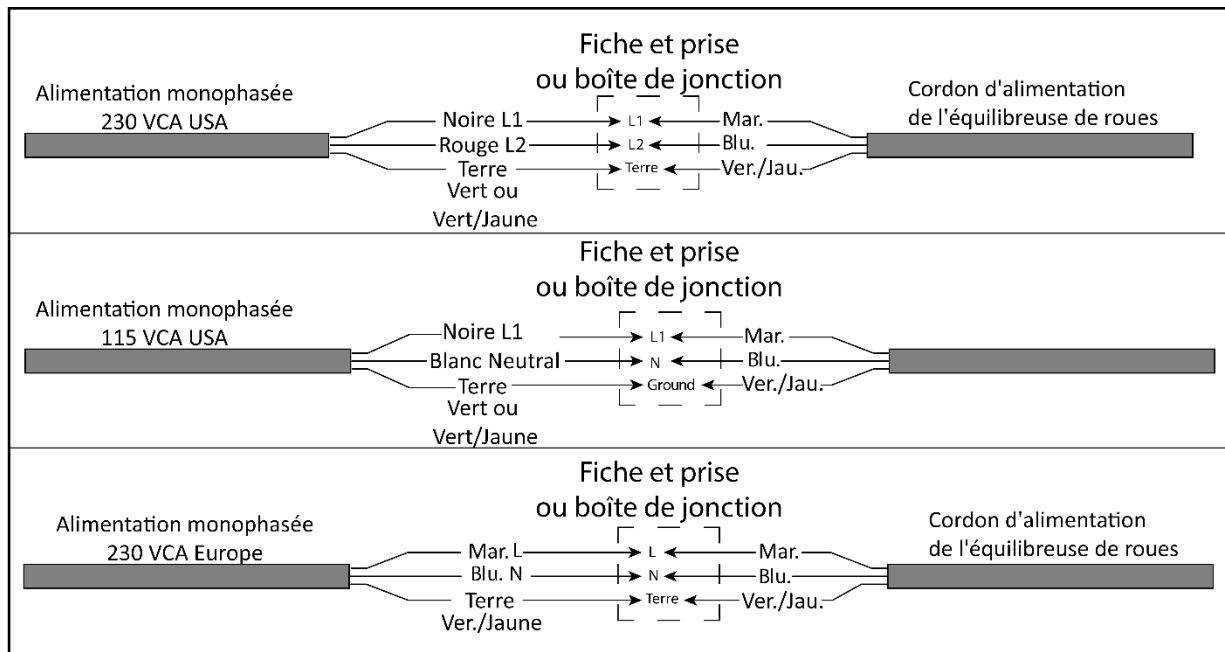 Fiche et prise
ou boîte de jonction
Alimentation monophasée
230 VCA USA
Cordon d'alimentation
de l'équilibreuse de roues
Noire L1 L1 Mar.
Rouge L2 L2 Blu.
Terre Terre Ver./Jau.
Vert ou
Vert/Jaune
Fiche et prise
ou boîte de jonction
Alimentation monophasée
115 VCA USA
Noire L1 L1 Mar.
Blanc Neutral N Blu.
Terre Ground Ver./Jau.
Vert ou
Vert/Jaune
Fiche et prise
ou boîte de jonction
Alimentation monophasée
230 VCA Europe
Cordon d'alimentation
de l'équilibreuse de roues
Mar. L L Mar.
Blu. N N Blu.
Terre Terre Ver./Jau.
Ver./Jaune